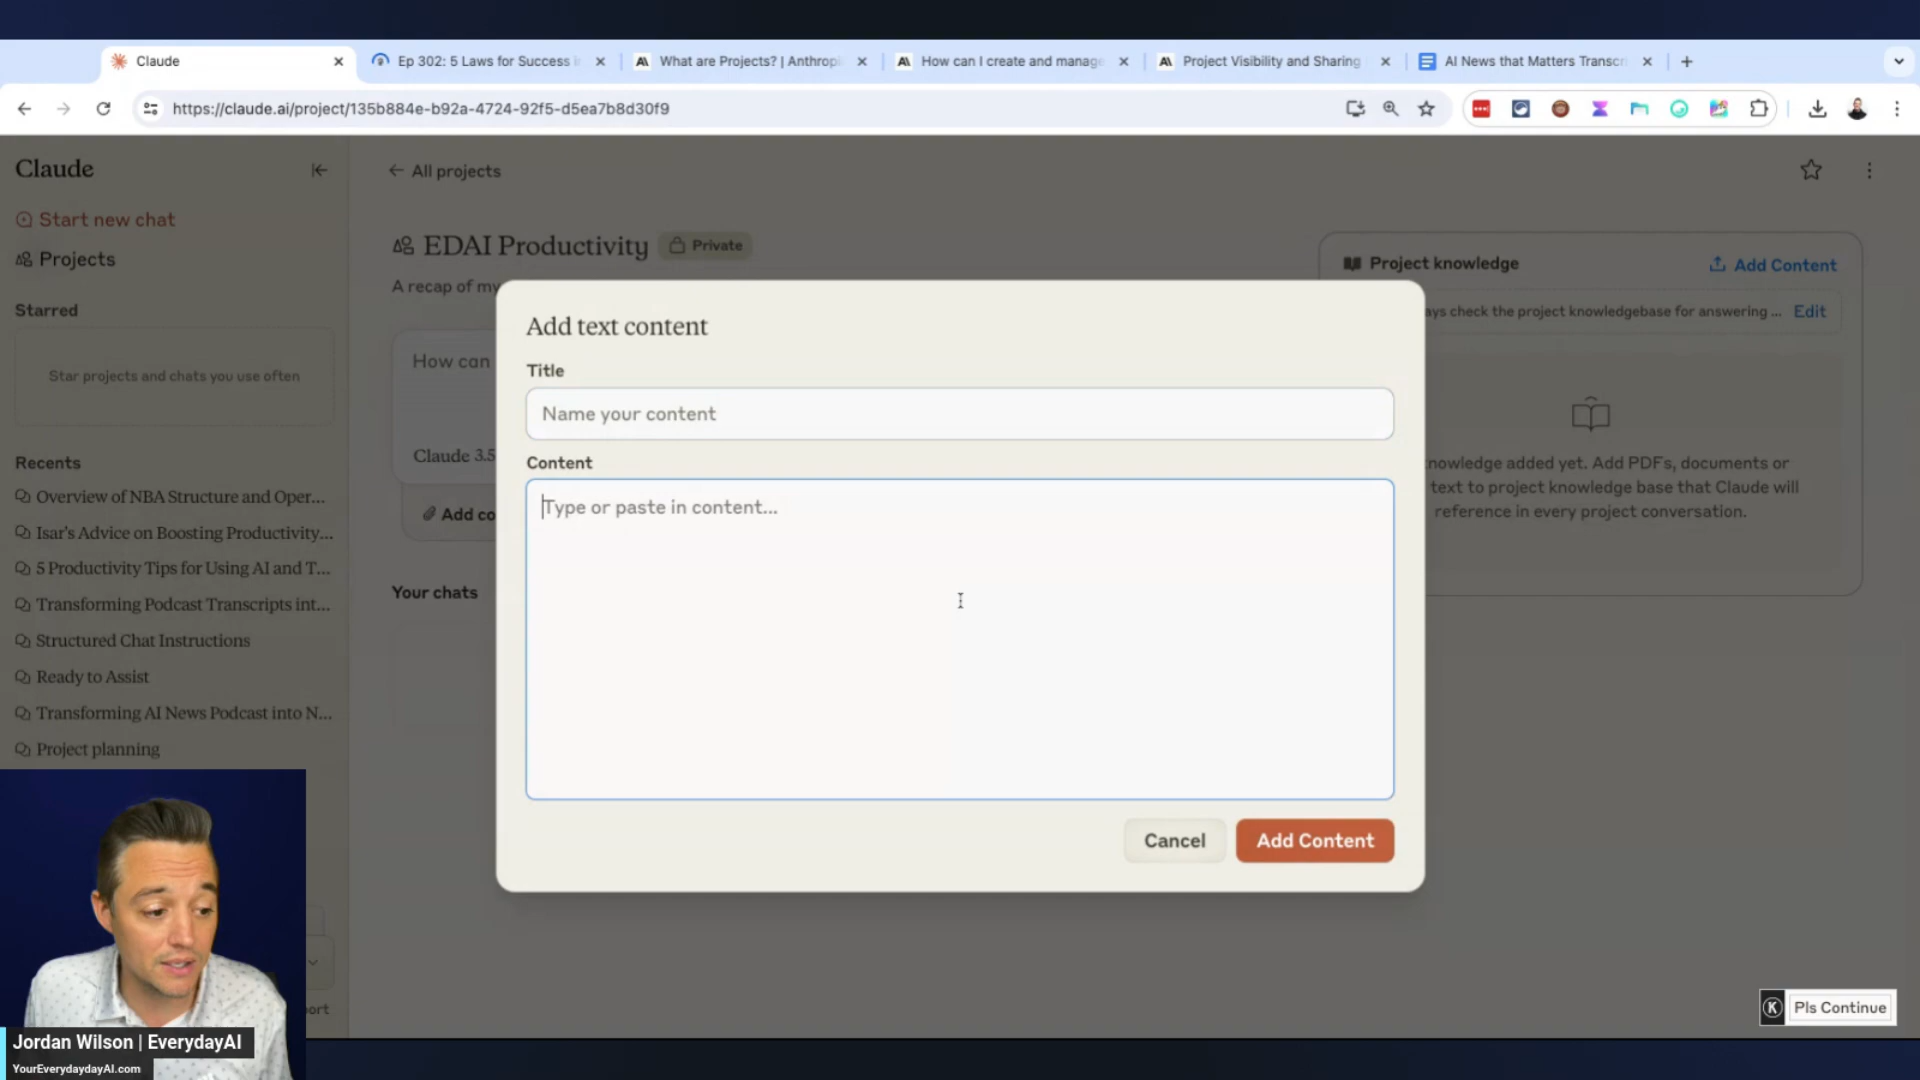 Claude
Ep 302: 5 Laws for Success i
What are Projects? | Anthropi
How can I create and manage
Project Visibility and Sharing
AI News that Matters Transcri
https://claude.ai/project/135b884e-b92a-4724-92f5-d5ea7b8d30f9
Claude
Start new chat
Projects
Starred
Star projects and chats you use often
Recents
Overview of NBA Structure and Oper...
Isar's Advice on Boosting Productivity...
5 Productivity Tips for Using AI and T...
Transforming Podcast Transcripts int...
Structured Chat Instructions
Ready to Assist
Transforming AI News Podcast into N...
Project planning
All projects
EDAI Productivity
Private
A recap of my
How can
Claude 3.5
Add co
Your chats
Add text content
Title
Name your content
Content
Type or paste in content...
Cancel
Add Content
Project knowledge
Add Content
ays check the project knowledgebase for answering ...
Edit
nowledge added yet. Add PDFs, documents or
text to project knowledge base that Claude will
reference in every project conversation.
K
Pls Continue
ort
Jordan Wilson | EverydayAI
YourEverydaydayAI.com